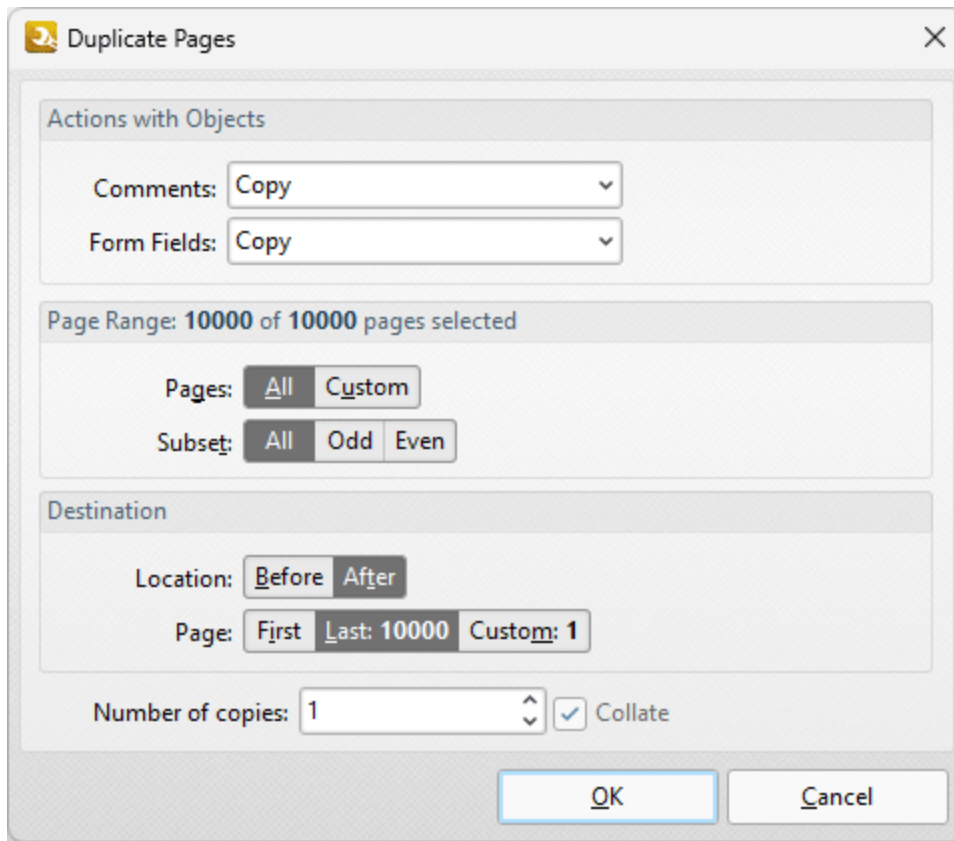 Duplicate Pages
Actions with Objects
Comments: Copy
Form Fields: Copy
Page Range: 10000 of 10000 pages selected
Pages: All Custom
Subset: All Odd Even
Destination
Location: Before After
Page: First Last: 10000 Custom: 1
Number of copies: 1 Collate
OK Cancel